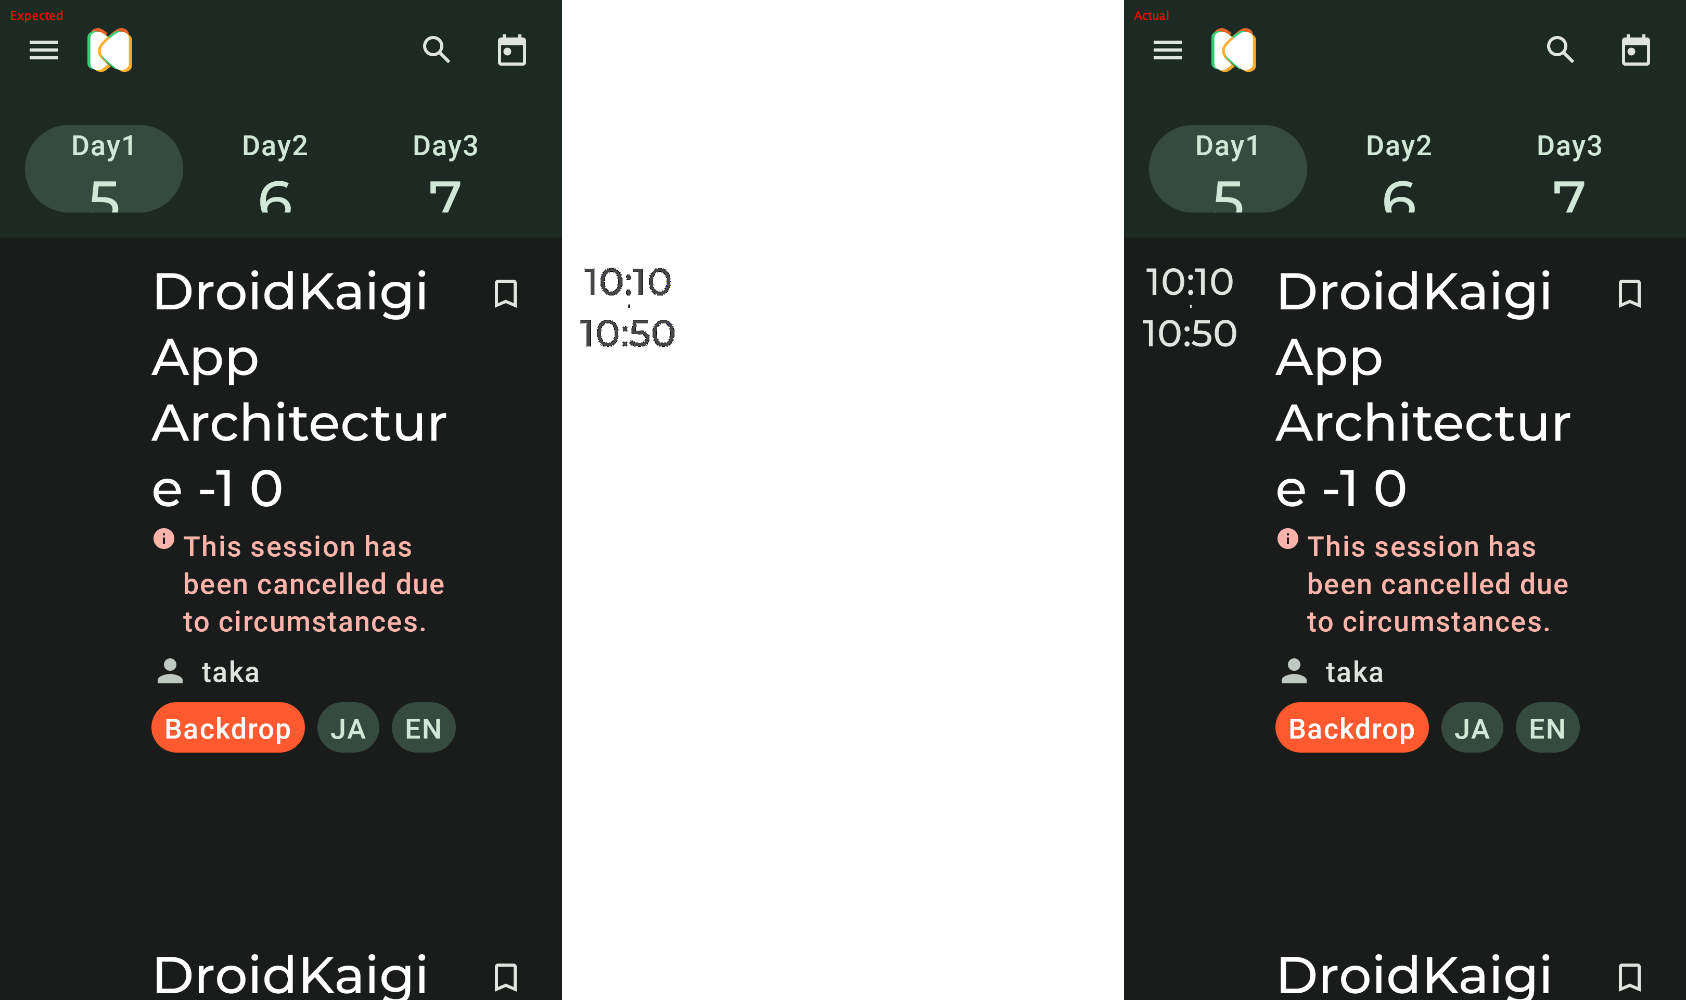 Expected
Day1 Day2 Day3
5 6 7
DroidKaigi
App
Architectur
e -1 0
This session has
been cancelled due
to circumstances.
taka
Backdrop JA EN
DroidKaigi
10:10
10:50
Actual
Day1 Day2 Day3
5 6 7
10:10
10:50
DroidKaigi
App
Architectur
e -1 0
This session has
been cancelled due
to circumstances.
taka
Backdrop JA EN
DroidKaigi